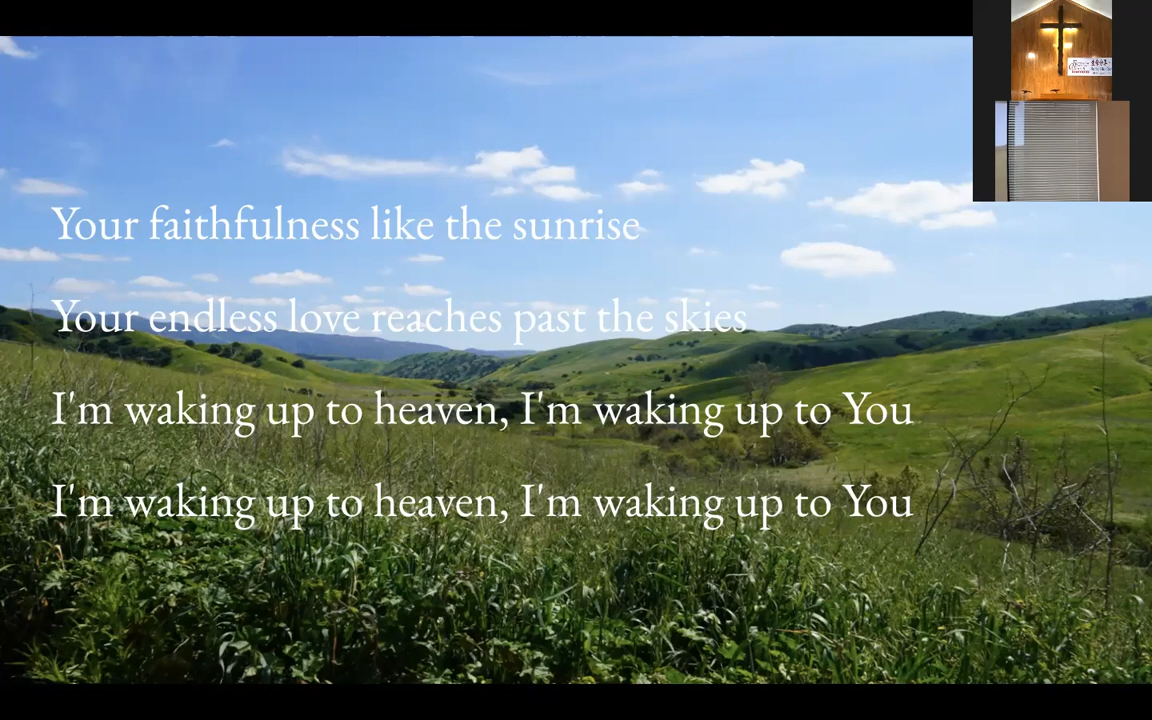 Your faithfulness like the sunrise
Your endless love reaches past the skies
I'm waking up to heaven, I'm waking up to You
I'm waking up to heaven, I'm waking up to You